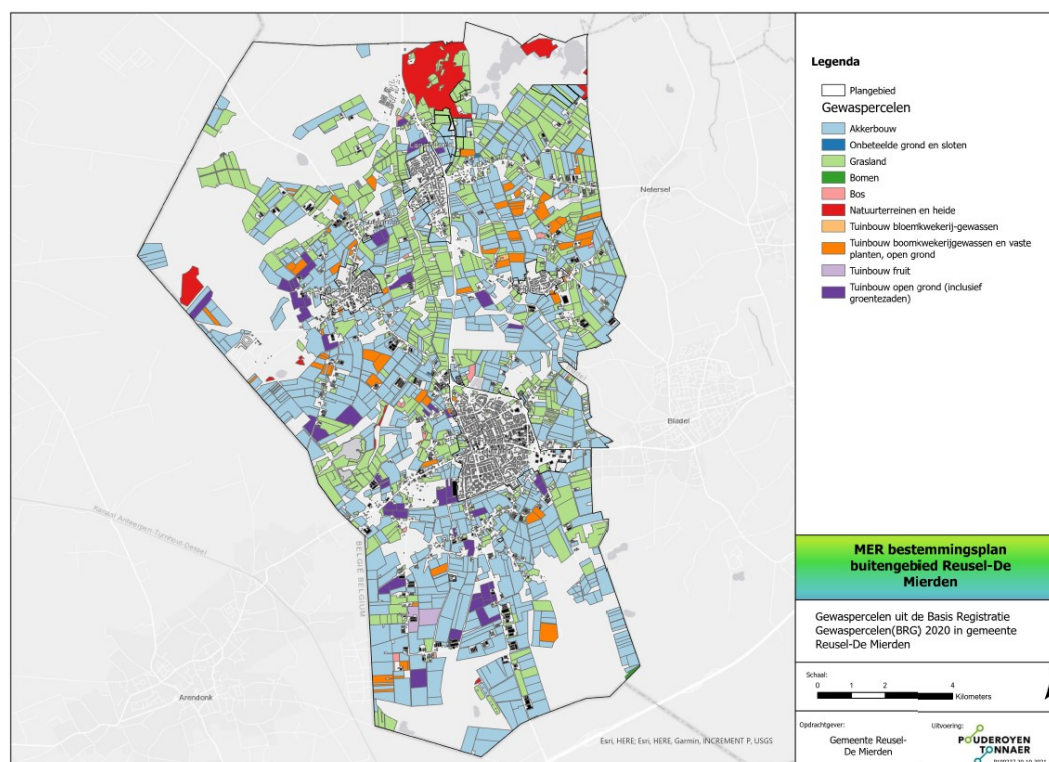 Netersel
Bladel
BELGIË BELGIUM
Kanaal Antwerpen-Turnhout-Dessel
Arendonk
Esri, HERE; Esri, HERE, Garmin, INCREMENT P, USGS
Legenda
Plangebied
Gewaspercelen
Akkerbouw
Onbeteelde grond en sloten
Grasland
Bomen
Bos
Natuurterreinen en heide
Tuinbouw bloemkwekerij-gewassen
Tuinbouw boomkwekerijgewassen en vaste
planten, open grond
Tuinbouw fruit
Tuinbouw open grond (inclusief
groentezaden)
MER bestemmingsplan
buitengebied Reusel-De
Mierden
Gewaspercelen uit de Basis Registratie
Gewaspercelen(BRG) 2020 in gemeente
Reusel-De Mierden
Schaal:
0 1 2 4
Kilometers
Opdrachtgever:
Gemeente Reusel-
De Mierden
Uitvoering:
POUDEROYEN
TONNAER